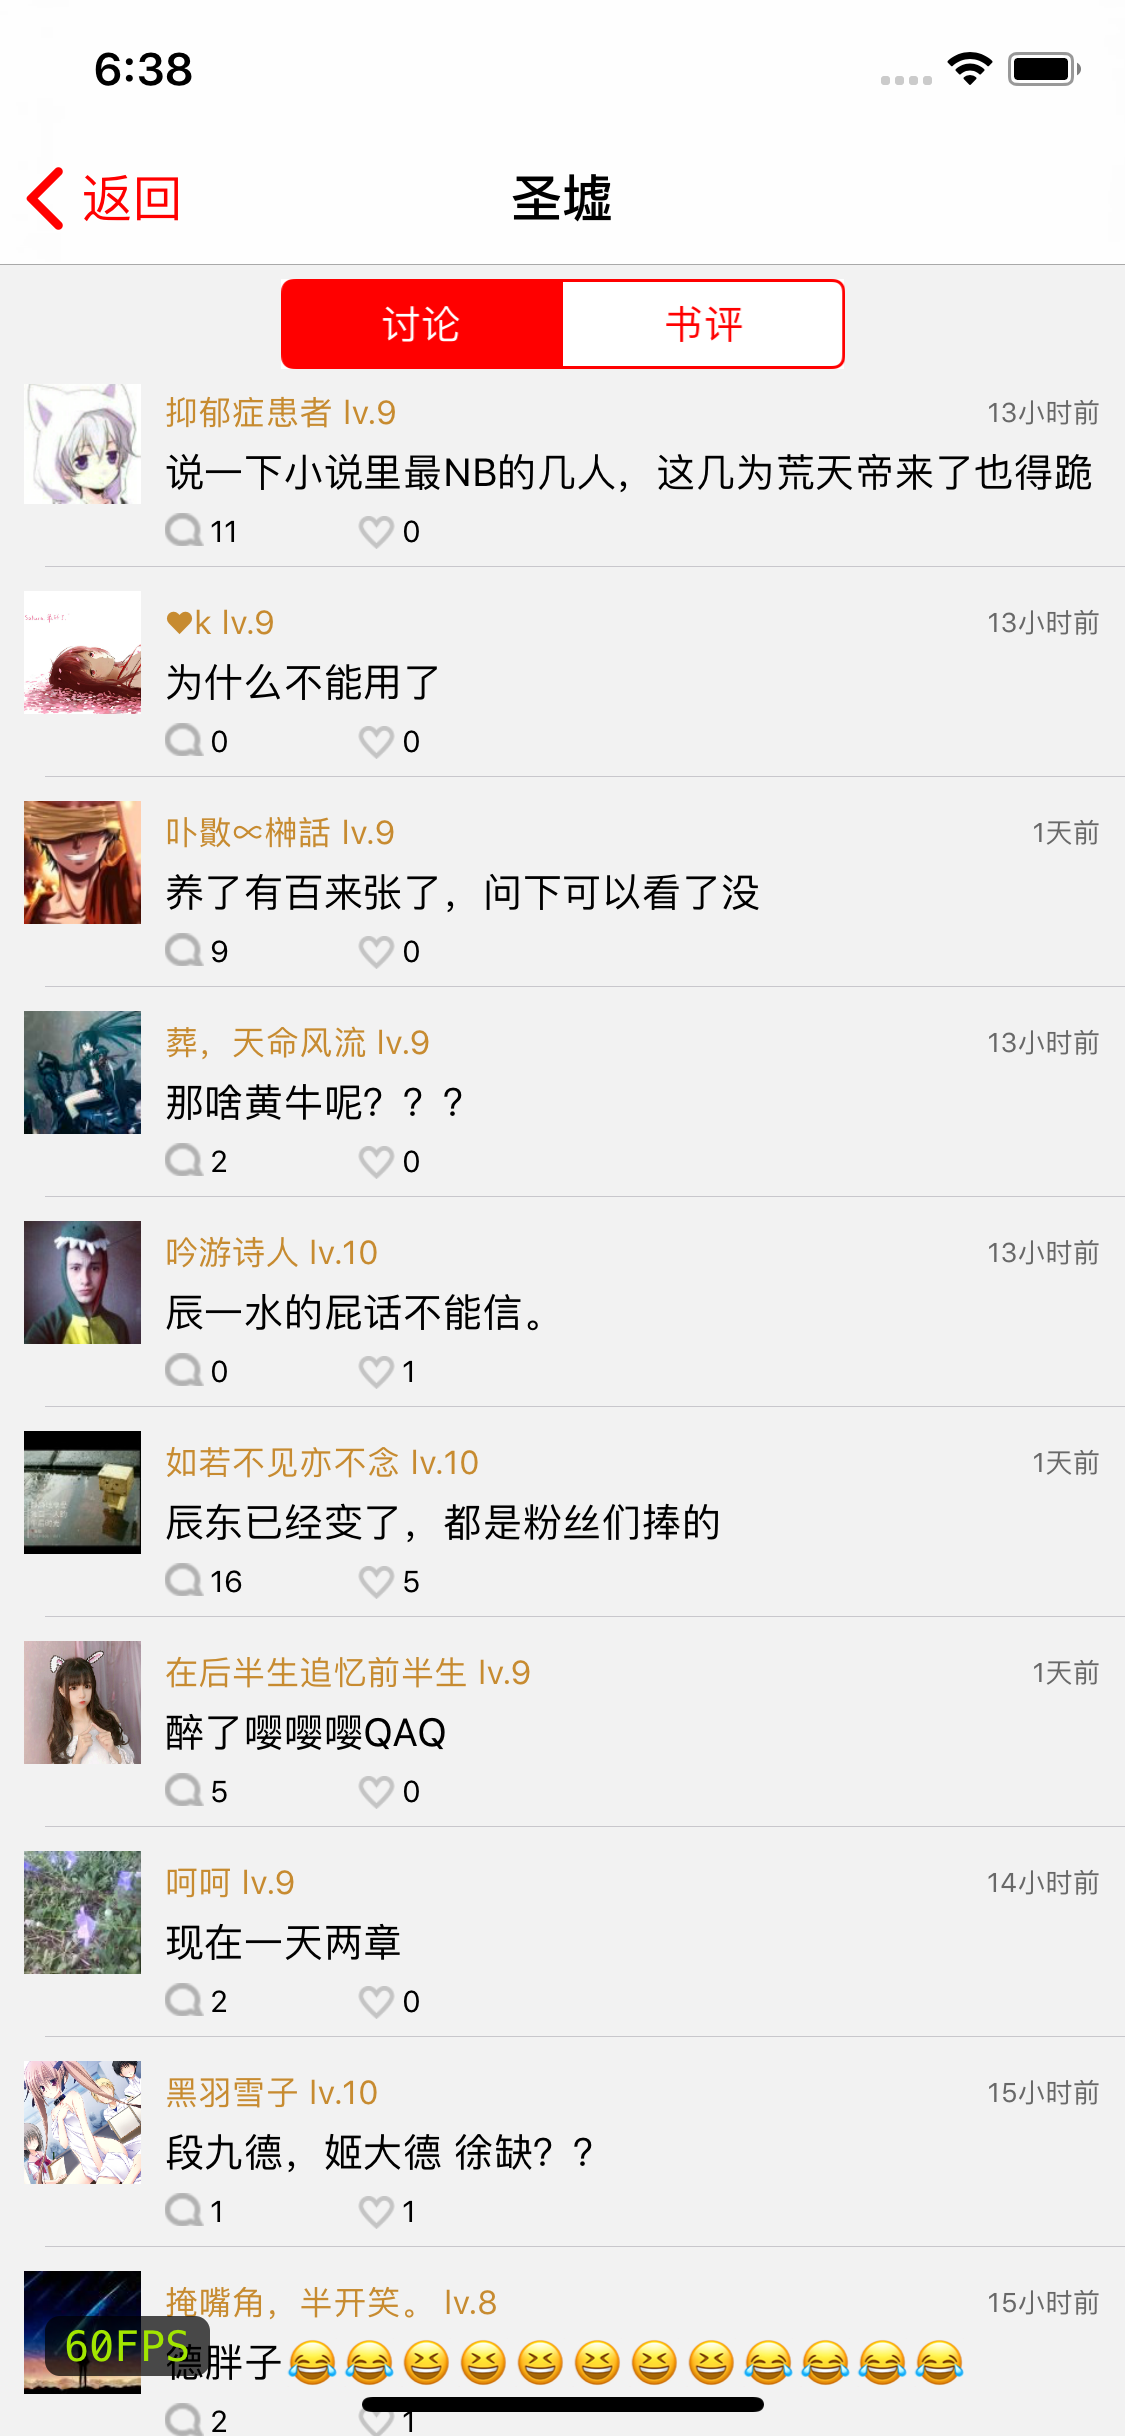 6:38
返回
圣墟
讨论 书评
抑郁症患者 lv.9 13小时前
说一下小说里最NB的几人，这几为荒天帝来了也得跪
11 0
❤k lv.9 13小时前
为什么不能用了
0 0
卟斅∝榊話 lv.9 1天前
养了有百来张了，问下可以看了没
9 0
葬，天命风流 lv.9 13小时前
那啥黄牛呢？？？
2 0
吟游诗人 lv.10 13小时前
辰一水的屁话不能信。
0 1
如若不见亦不念 lv.10 1天前
辰东已经变了，都是粉丝们捧的
16 5
在后半生追忆前半生 lv.9 1天前
醉了嘤嘤嘤QAQ
5 0
呵呵 lv.9 14小时前
现在一天两章
2 0
黑羽雪子 lv.10 15小时前
段九德，姬大德 徐缺？？
1 1
掩嘴角，半开笑。 lv.8 15小时前
60FPS
德胖子😂😂😆😆😆😆😆😆😂😂😂😂
2 1